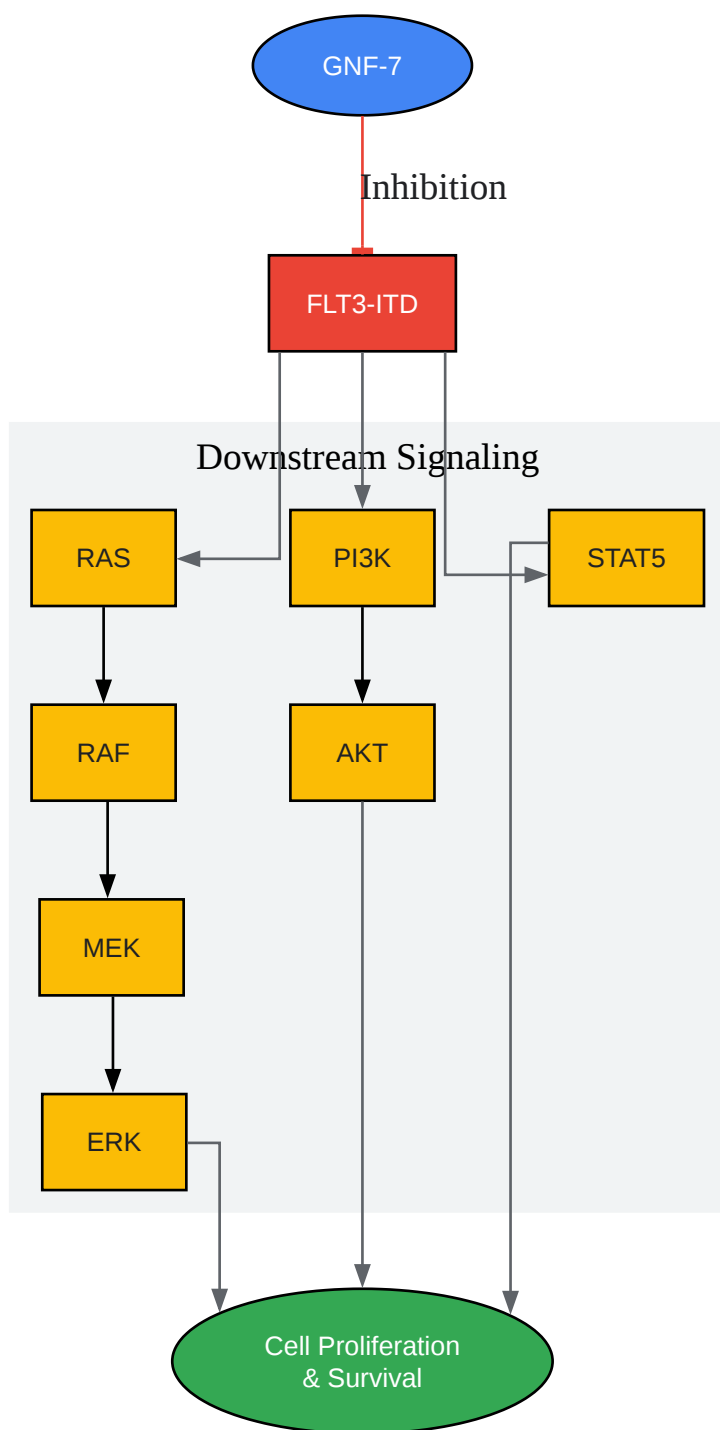 GNF-7
Inhibition
FLT3-ITD
Downstream Signaling
RAS
PI3K
STAT5
RAF
AKT
MEK
ERK
Cell Proliferation
& Survival